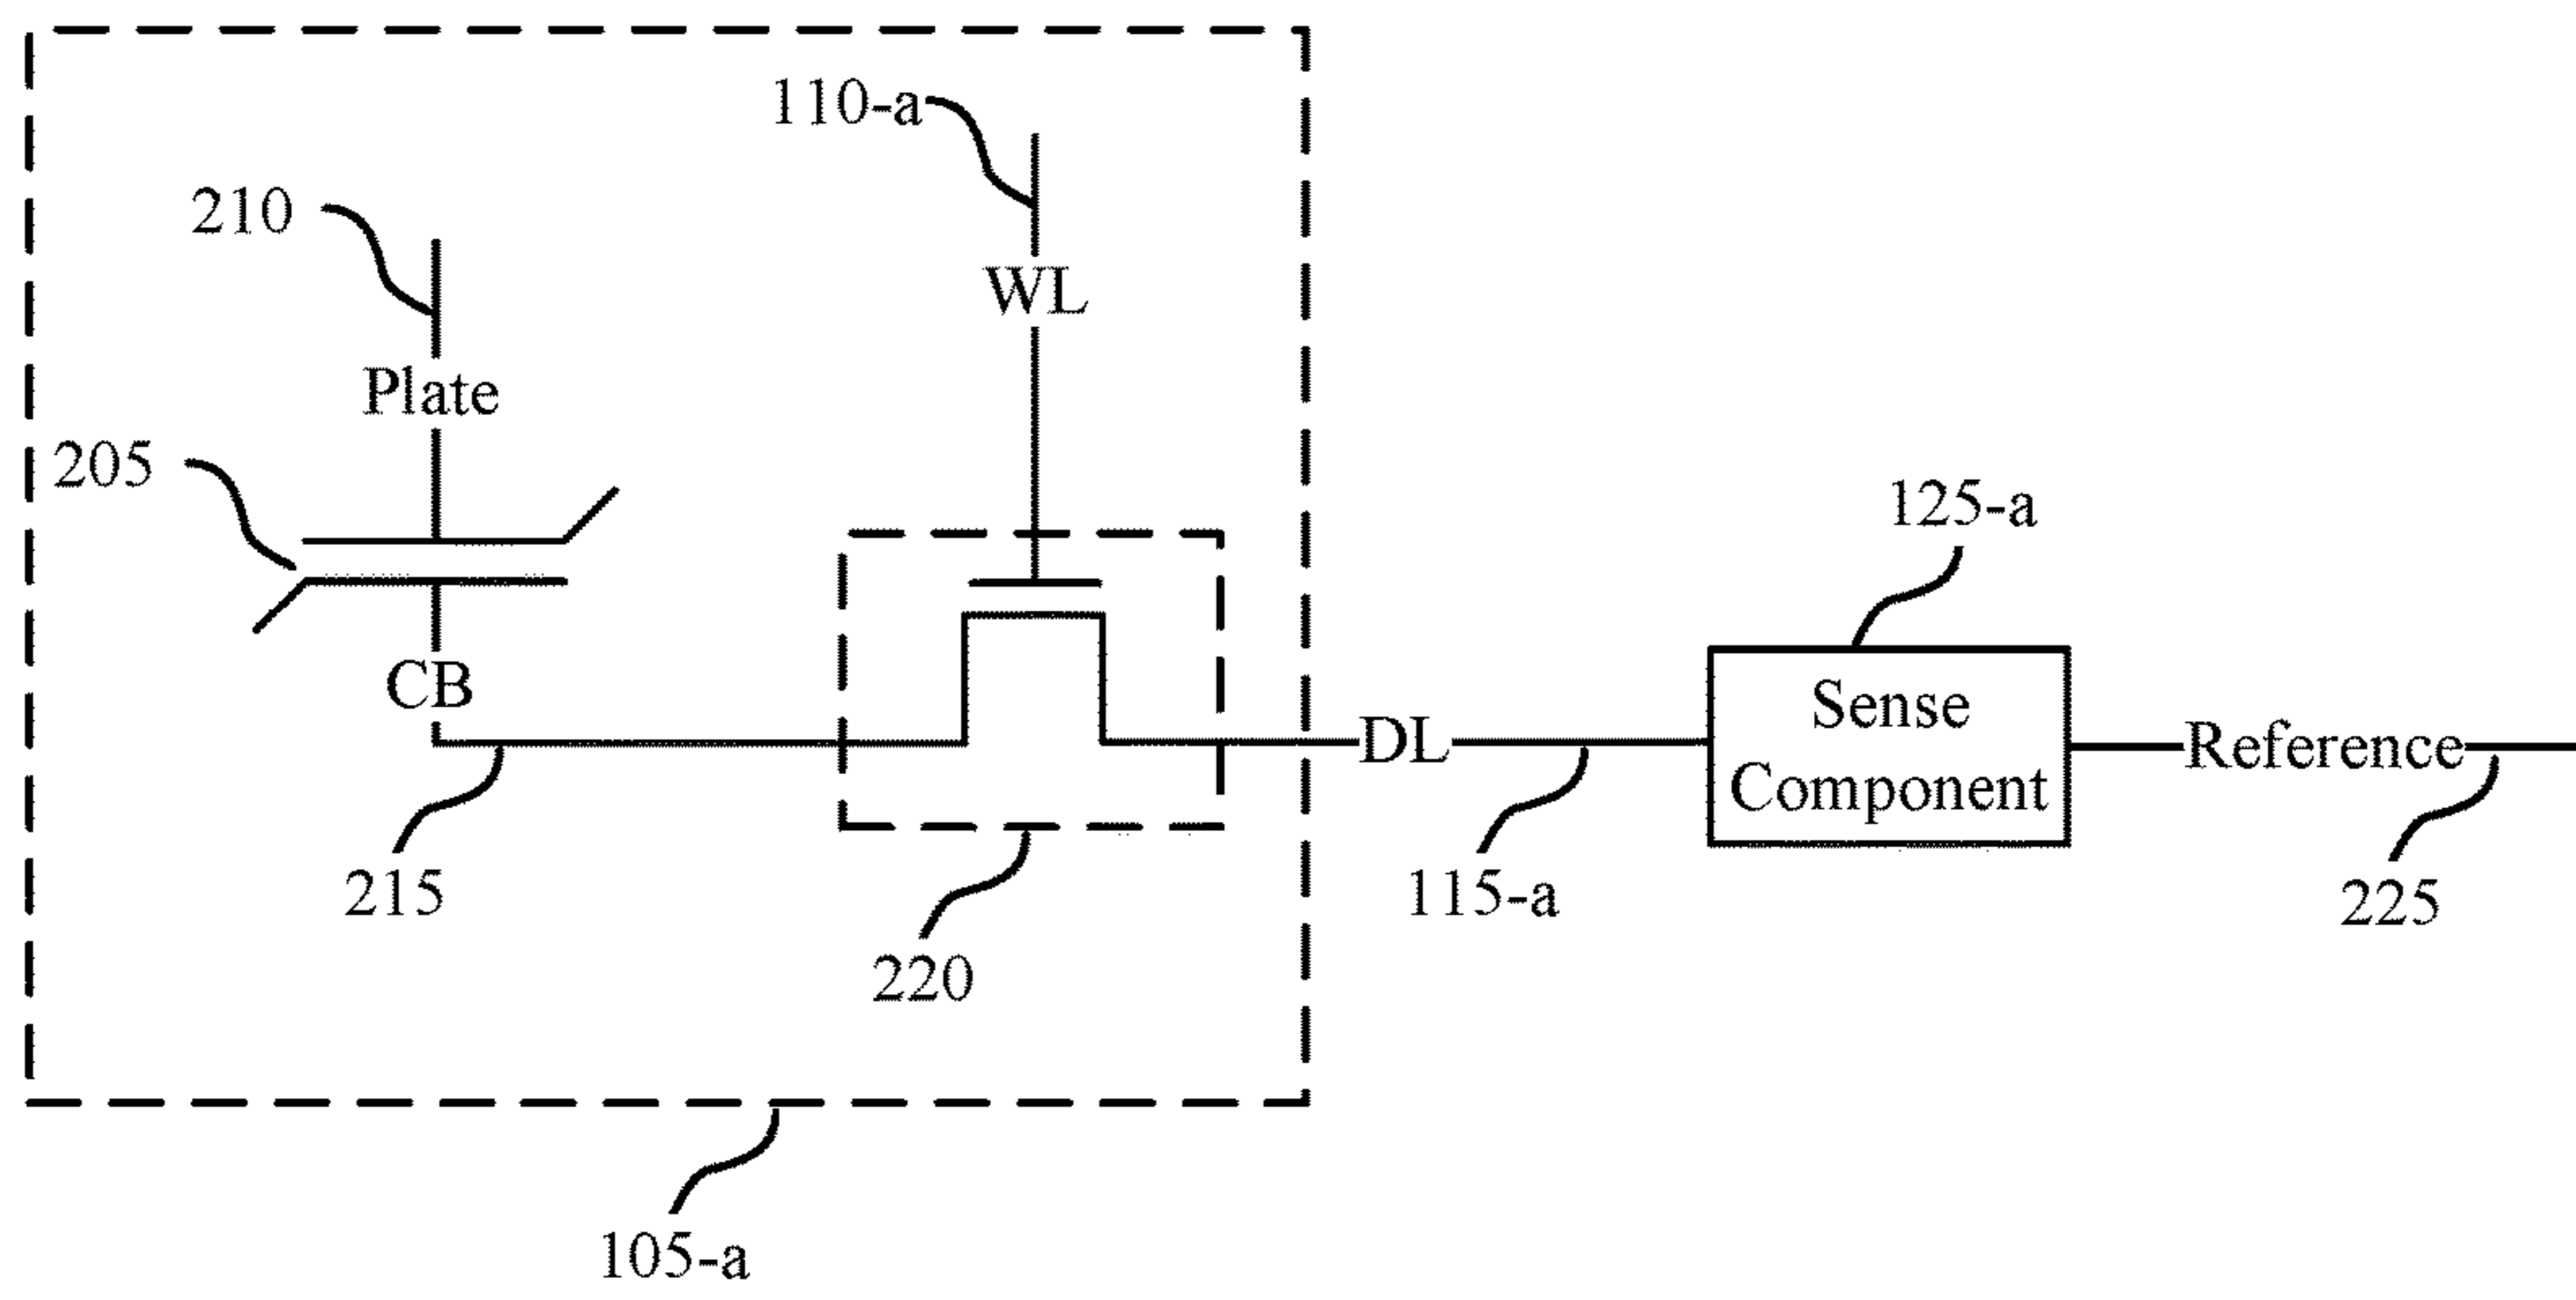 110-a
210
WL
Plate
205
125-a
CB
Sense
Component
DL
Reference
215
115-a
225
220
105-a